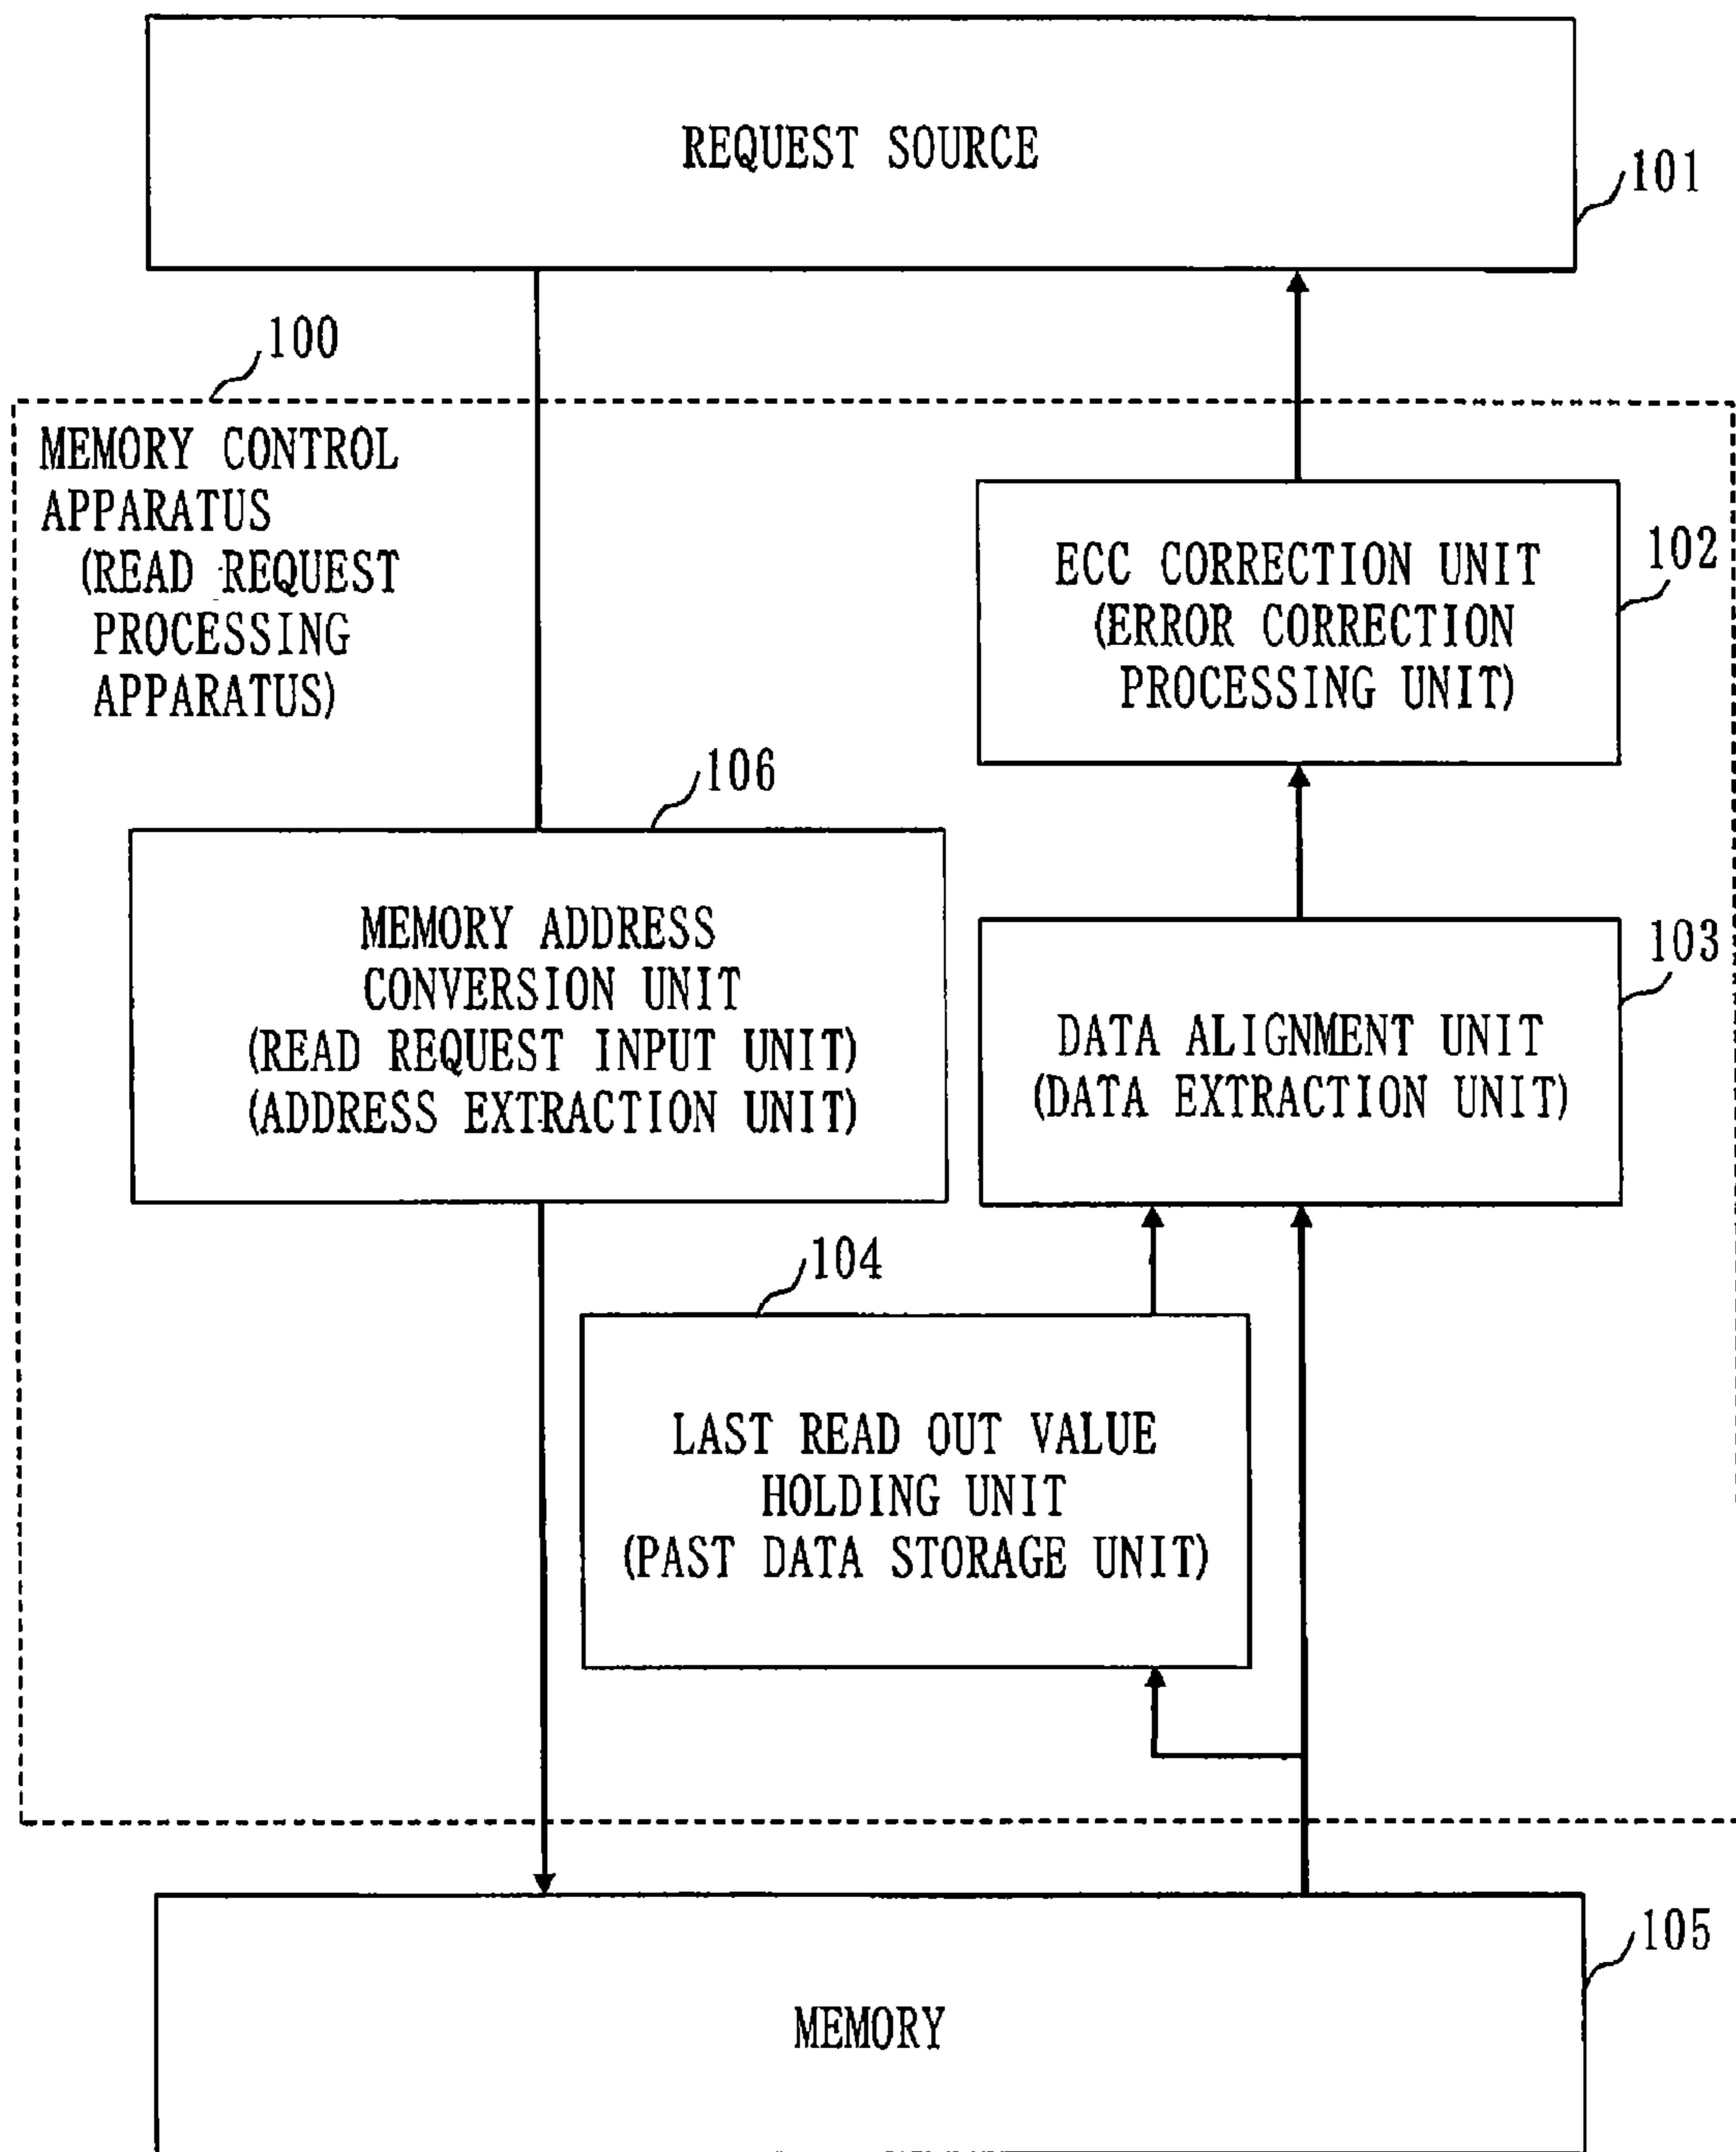 REQUEST SOURCE
101
100
MEMORY CONTROL
APPARATUS
(READ REQUEST
PROCESSING
APPARATUS)
ECC CORRECTION UNIT
(ERROR CORRECTION
PROCESSING UNIT)
102
106
MEMORY ADDRESS
CONVERSION UNIT
(READ REQUEST INPUT UNIT)
(ADDRESS EXTRACTION UNIT)
DATA ALIGNMENT UNIT
(DATA EXTRACTION UNIT)
103
104
LAST READ OUT VALUE
HOLDING UNIT
(PAST DATA STORAGE UNIT)
105
MEMORY